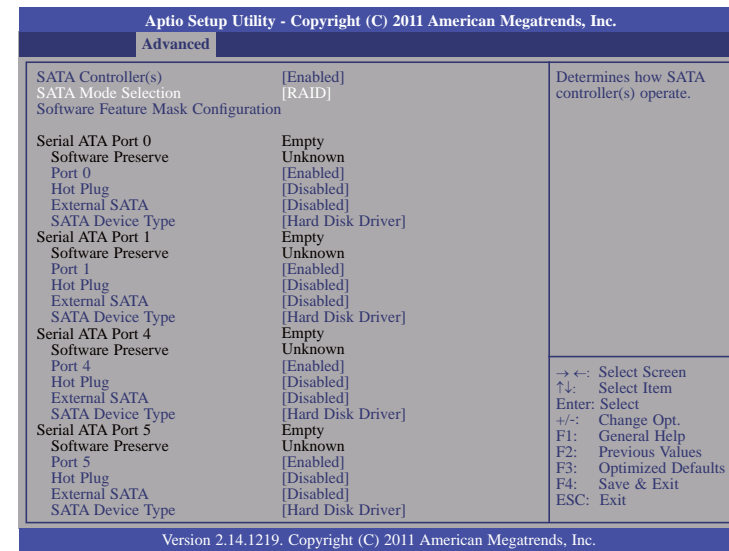 Aptio Setup Utility - Copyright (C) 2011 American Megatrends, Inc.
Advanced
SATA Controller(s) [Enabled]
SATA Mode Selection [RAID]
Software Feature Mask Configuration
Serial ATA Port 0 Empty
Software Preserve Unknown
Port 0 [Enabled]
Hot Plug [Disabled]
External SATA [Disabled]
SATA Device Type [Hard Disk Driver]
Serial ATA Port 1 Empty
Software Preserve Unknown
Port 1 [Enabled]
Hot Plug [Disabled]
External SATA [Disabled]
SATA Device Type [Hard Disk Driver]
Serial ATA Port 4 Empty
Software Preserve Unknown
Port 4 [Enabled]
Hot Plug [Disabled]
External SATA [Disabled]
SATA Device Type [Hard Disk Driver]
Serial ATA Port 5 Empty
Software Preserve Unknown
Port 5 [Enabled]
Hot Plug [Disabled]
External SATA [Disabled]
SATA Device Type [Hard Disk Driver]
Determines how SATA
controller(s) operate.
→ ←: Select Screen
↑↓: Select Item
Enter: Select
+/-: Change Opt.
F1: General Help
F2: Previous Values
F3: Optimized Defaults
F4: Save & Exit
ESC: Exit
Version 2.14.1219. Copyright (C) 2011 American Megatrends, Inc.